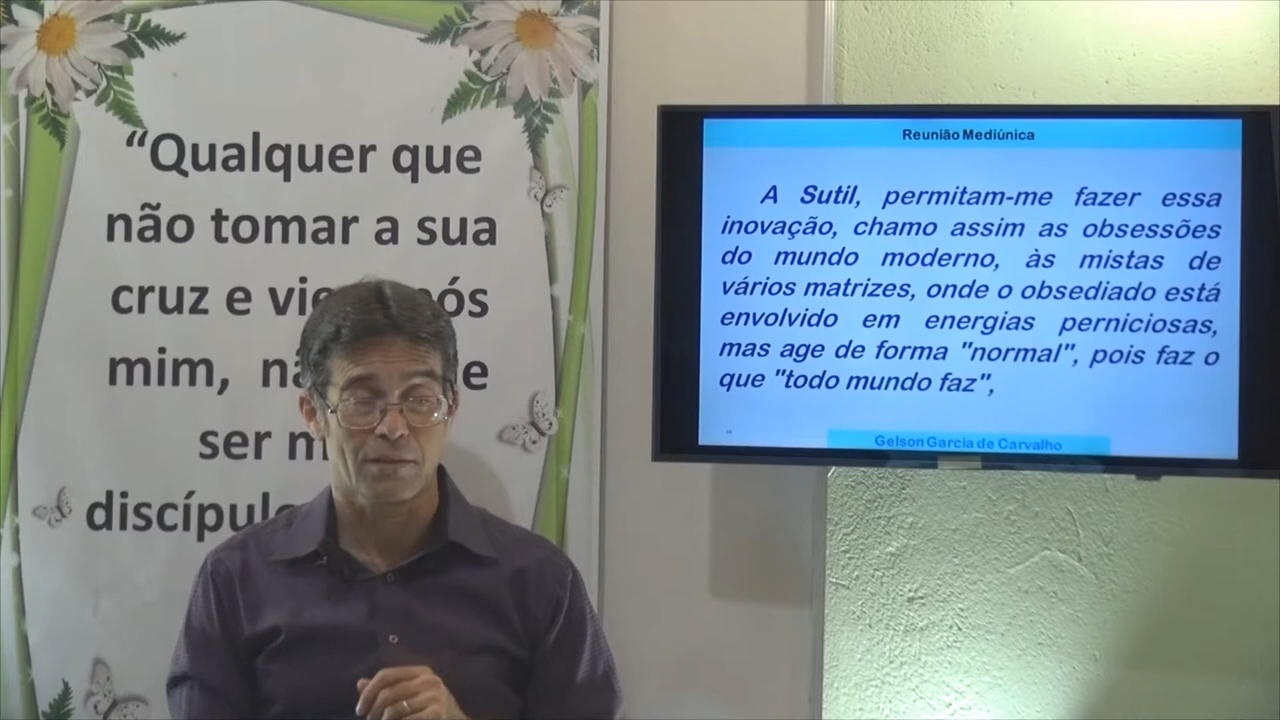 “Qualquer que
não tomar a sua
cruz e
mim,
ser
Reunião Mediúnica
A Sutil, permitam-me fazer essa
inovação, chamo assim as obsessões
do mundo moderno, às mistas de
vários matrizes, onde o obsediado está
envolvido em energias perniciosas,
mas age de forma "normal", pois faz o
que "todo mundo faz",
Gelson Garcia de Carvalho